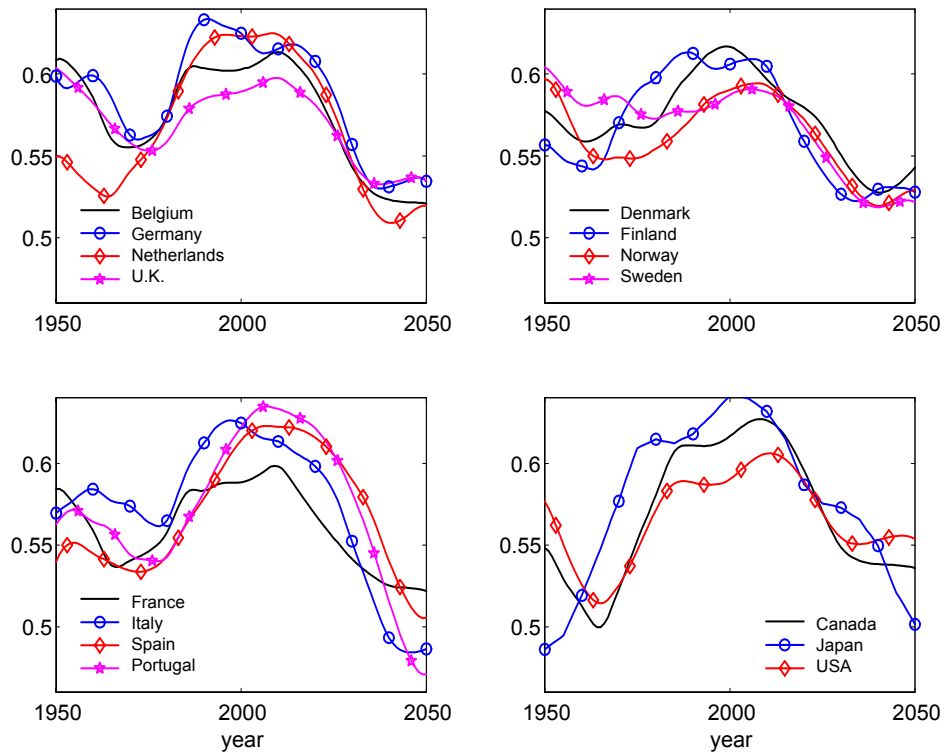 0.6
0.55
0.5
Belgium
Germany
Netherlands
U.K.
1950 2000 2050
0.6
0.55
0.5
Denmark
Finland
Norway
Sweden
1950 2000 2050
0.6
0.55
0.5
France
Italy
Spain
Portugal
1950 2000 2050
year
0.6
0.55
0.5
Canada
Japan
USA
1950 2000 2050
year